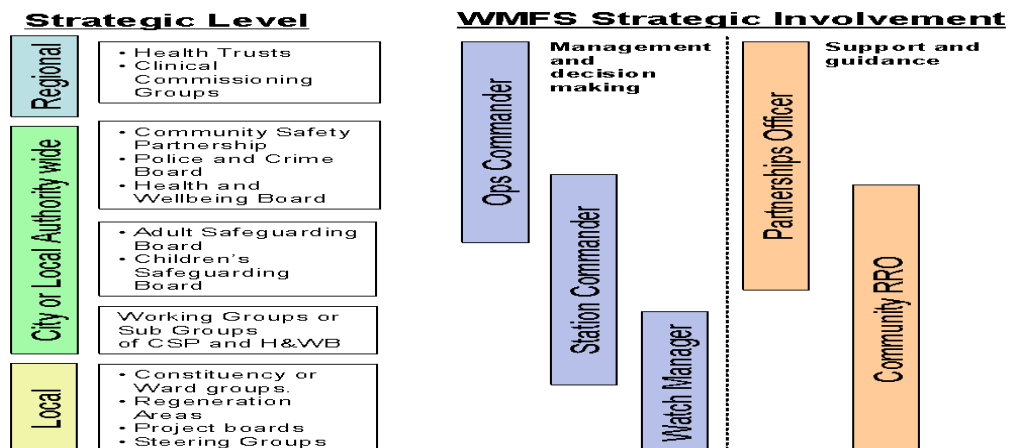 Strategic Level
Regional
• Health Trusts
• Clinical
Commissioning
Groups
City or Local Authority wide
• Community Safety
Partnership
• Police and Crime
Board
• Health and
Wellbeing Board
• Adult Safeguarding
Board
• Children's
Safeguarding
Board
Working Groups or
Sub Groups
of CSP and H&WB
Local
• Constituency or
Ward groups.
• Regeneration
Areas
• Project boards
• Steering Groups
WMFS Strategic Involvement
Management
and
decision
making
Ops Commander
Station Commander
Watch Manager
Support and
guidance
Partnerships Officer
Community RRO